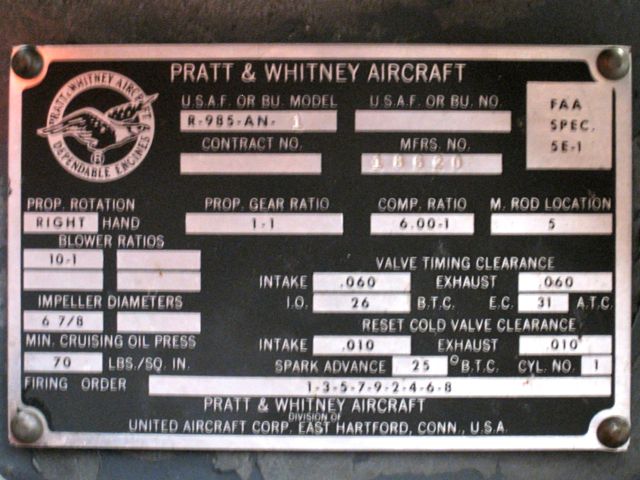 PRATT & WHITNEY AIRCRAFT
PRATT & WHITNEY AIRCRAFT
DEPENDABLE ENGINES
U.S.A.F. OR BU. MODEL U.S.A.F. OR BU. NO.
R-985-AN- 1
FAA
SPEC.
5E-1
CONTRACT NO. MFRS. NO.
18620
PROP. ROTATION PROP. GEAR RATIO COMP. RATIO M. ROD LOCATION
RIGHT HAND 1-1 6.00-1 5
BLOWER RATIOS
10-1
VALVE TIMING CLEARANCE
INTAKE .060 EXHAUST .060
IMPELLER DIAMETERS
I.O. 26 B.T.C. E.C. 31 A.T.C.
6 7/8
RESET COLD VALVE CLEARANCE
MIN. CRUISING OIL PRESS
INTAKE .010 EXHAUST .010
70 LBS./SQ. IN.
SPARK ADVANCE 25 ° B.T.C. CYL. NO. 1
FIRING ORDER 1-3-5-7-9-2-4-6-8
PRATT & WHITNEY AIRCRAFT
DIVISION OF
UNITED AIRCRAFT CORP. EAST HARTFORD, CONN., U.S.A.